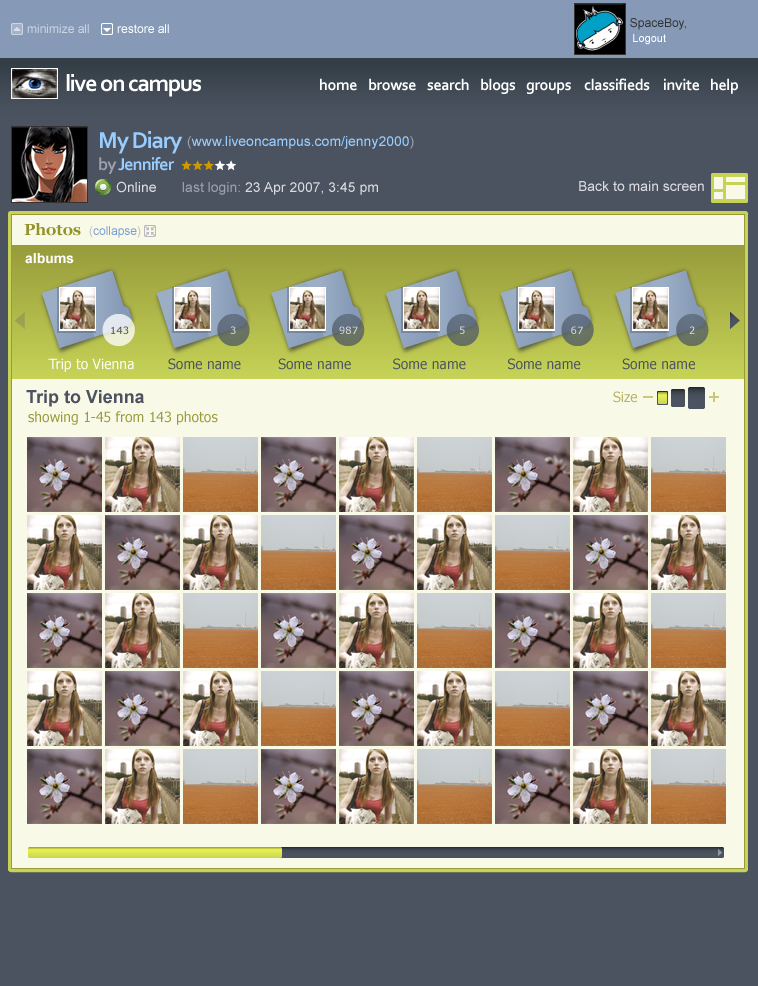 minimize all restore all
SpaceBoy,
Logout
live on campus
home browse search blogs groups classifieds invite help
My Diary (www.liveoncampus.com/jenny2000)
by Jennifer
Online last login: 23 Apr 2007, 3:45 pm
Back to main screen
Photos (collapse)
albums
143 3 987 5 67 2
Trip to Vienna Some name Some name Some name Some name Some name
Trip to Vienna
Size
showing 1-45 from 143 photos